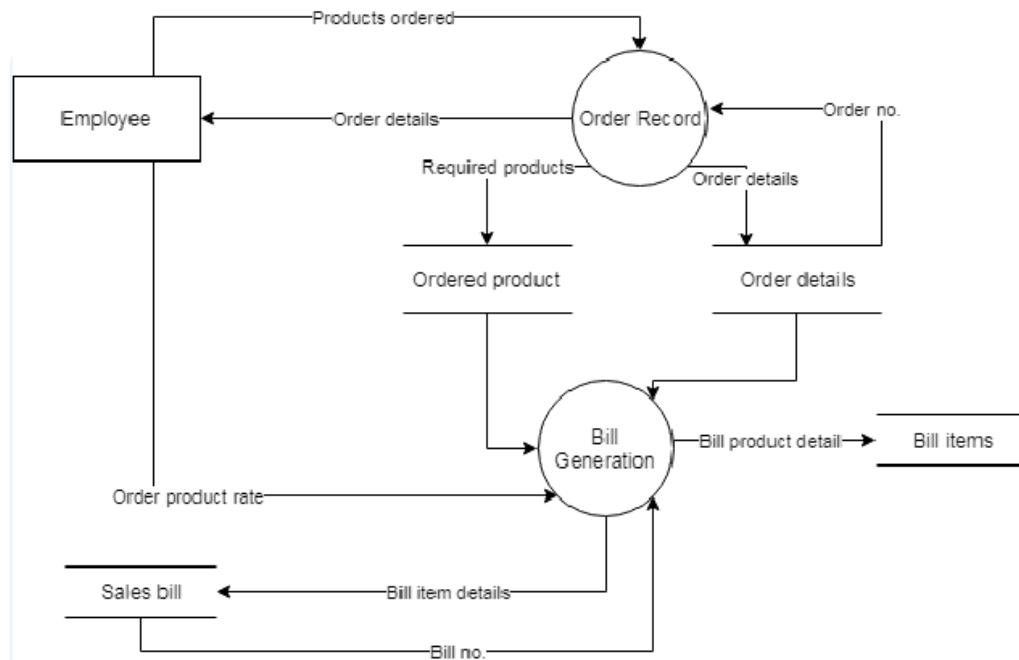 Products ordered
Employee
Order details
Order Record
Order no.
Required products
Order details
Ordered product
Order details
Bill
Generation
Bill product detail
Bill items
Order product rate
Sales bill
Bill item details
Bill no.